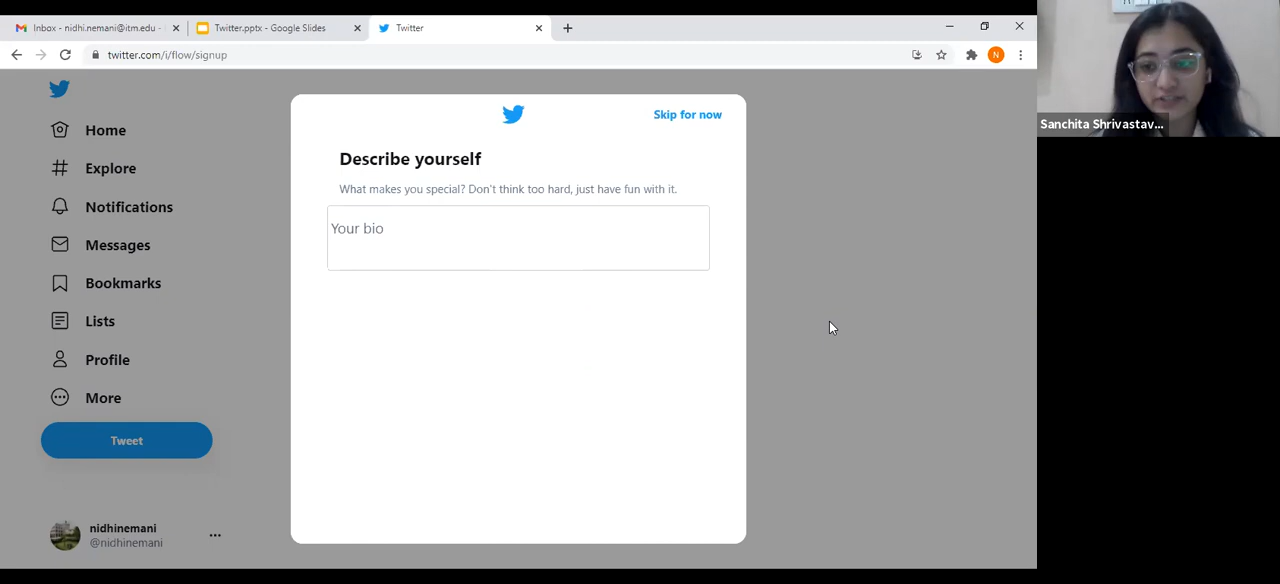 Inbox - nidhi.nemani@itm.edu -
Twitter.pptx - Google Slides
Twitter
twitter.com/i/flow/signup
N
Sanchita Shrivastav...
Home
Explore
Notifications
Messages
Bookmarks
Lists
Profile
More
Tweet
nidhinemani
@nidhinemani
Skip for now
Describe yourself
What makes you special? Don't think too hard, just have fun with it.
Your bio